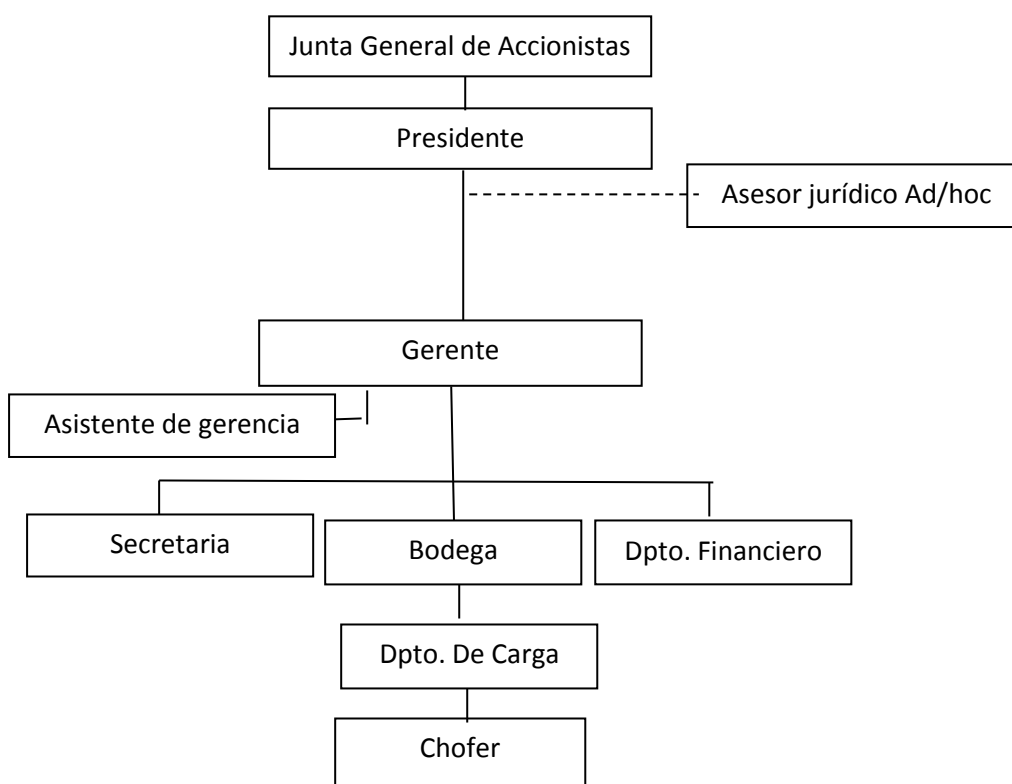 Junta General de Accionistas
Presidente
Asesor jurídico Ad/hoc
Gerente
Asistente de gerencia
Secretaria
Bodega
Dpto. Financiero
Dpto. De Carga
Chofer